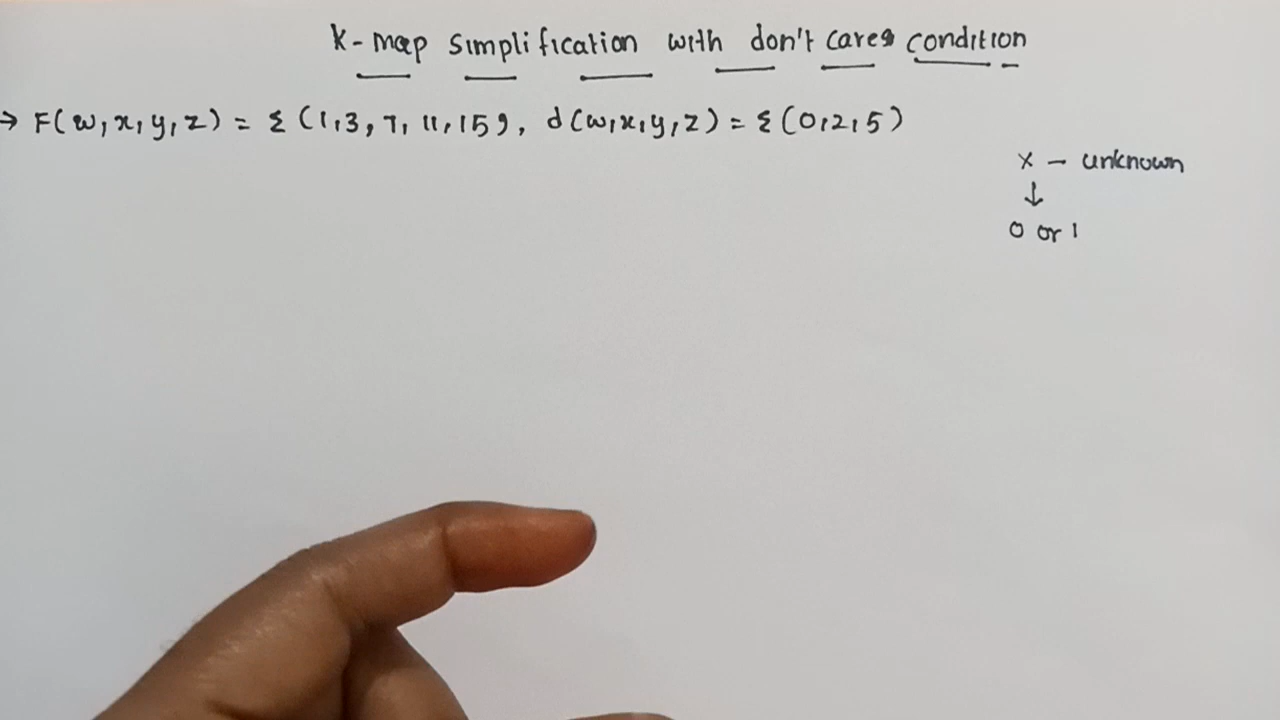 K-map simplification with don't cares condition
→ F(w,x,y,z) = Σ(1,3,7,11,15), d(w,x,y,z) = Σ(0,2,5)
x - unknown
↓
0 or 1